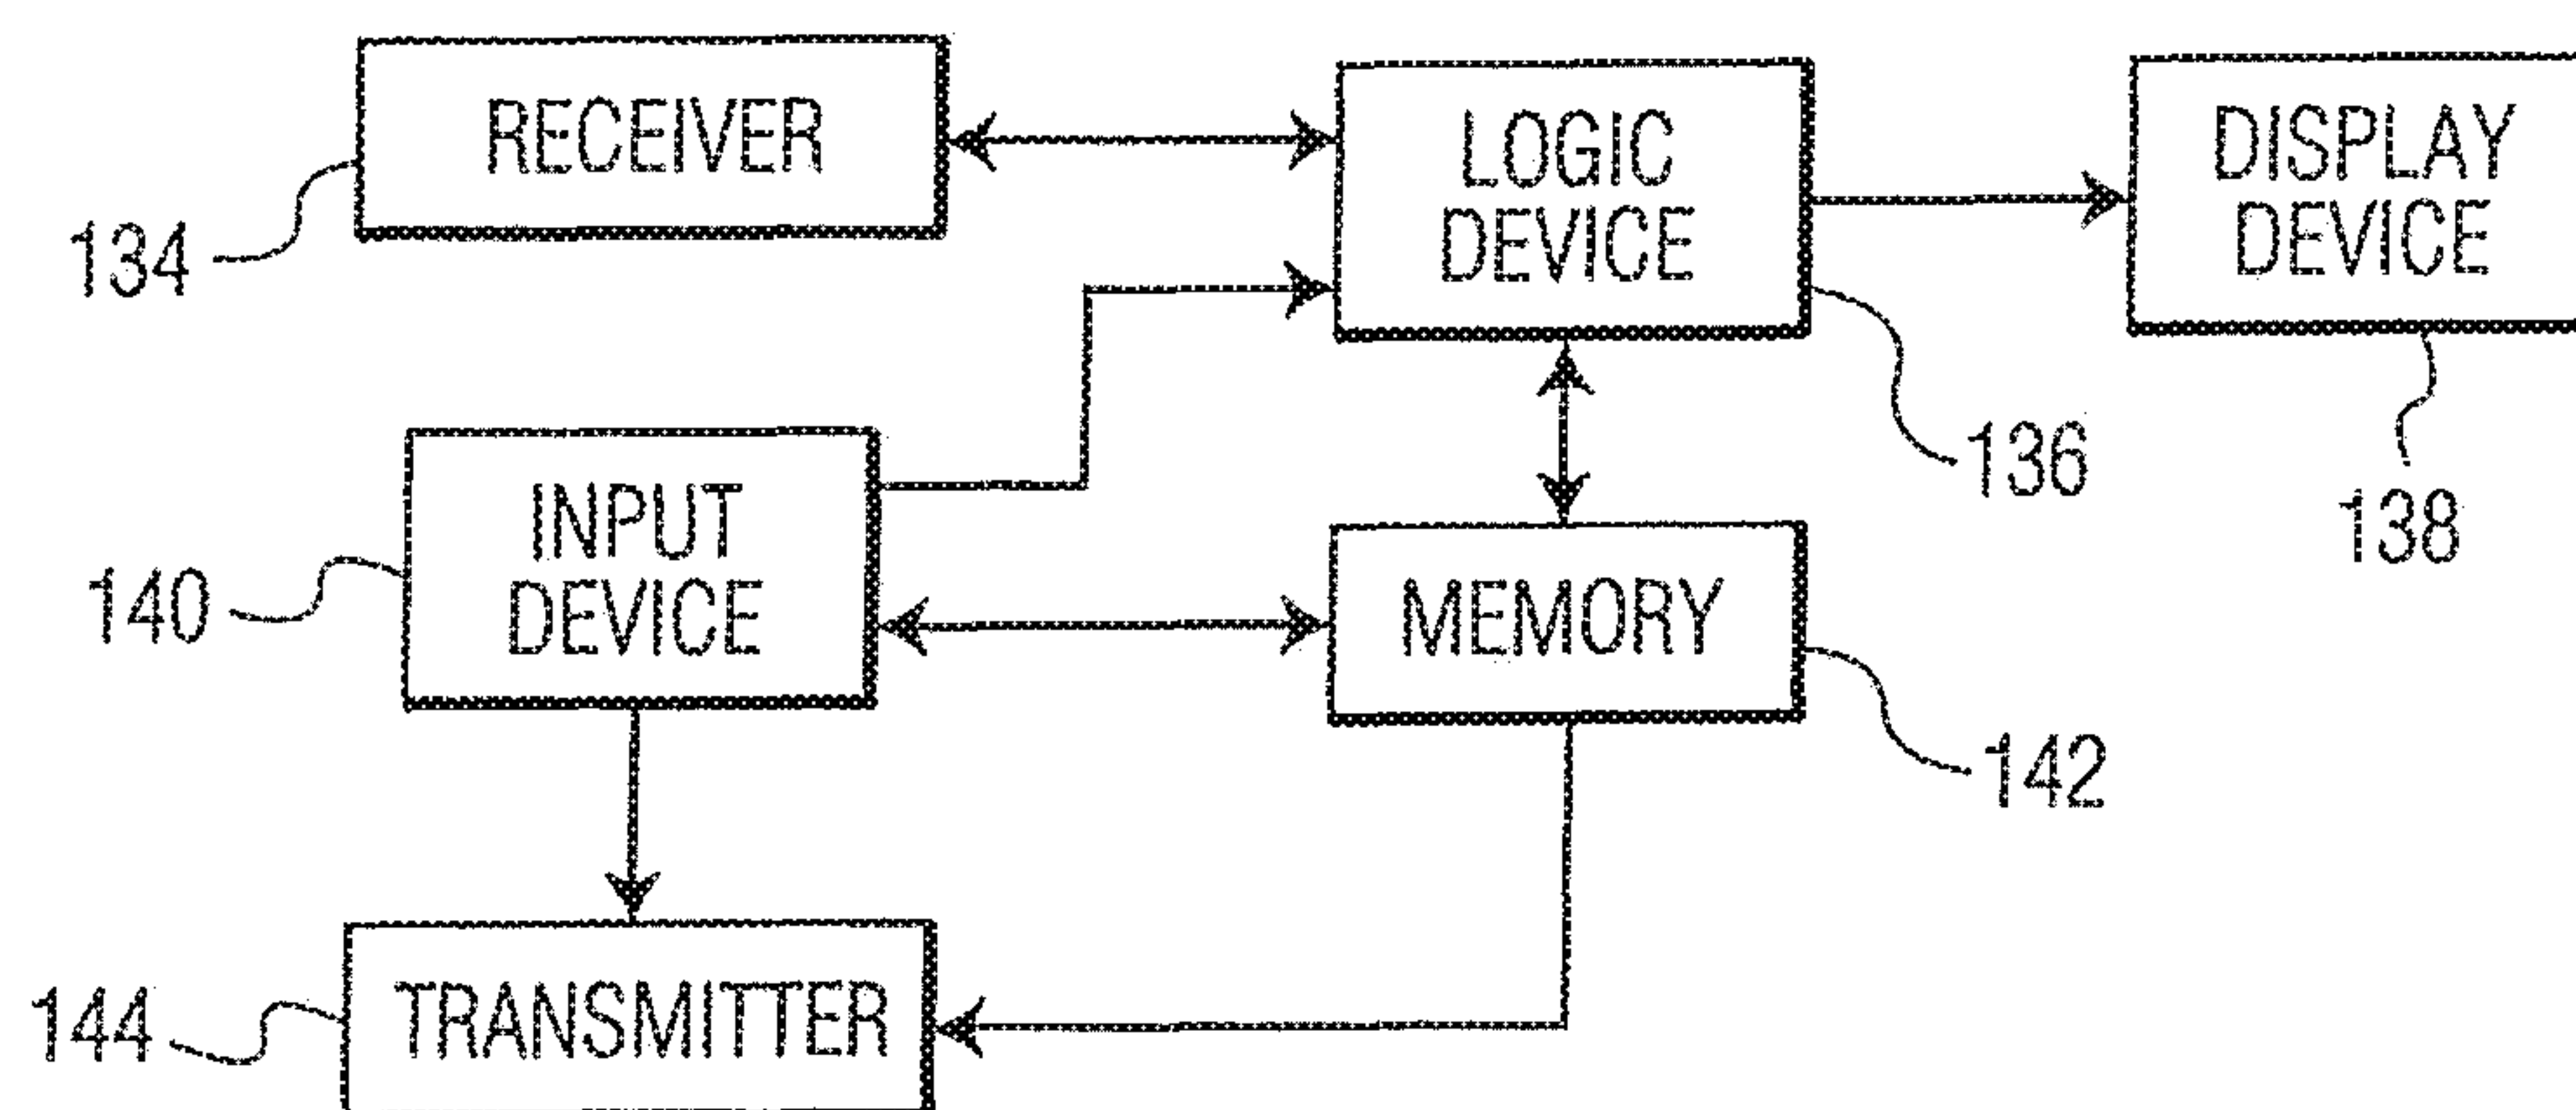 RECEIVER
LOGIC
DEVICE
DISPLAY
DEVICE
134
136
138
INPUT
DEVICE
140
MEMORY
142
TRANSMITTER
144